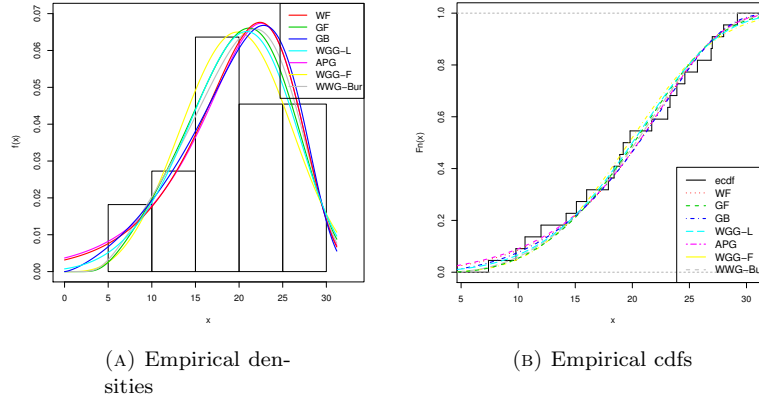 f(x)
0.07
0.06
0.05
0.04
0.03
0.02
0.01
0.00
WF
GF
GB
WGG−L
APG
WGG−F
WWG−Bur
0 5 10 15 20 25 30
x
(A) Empirical den-
sities
Fn(x)
1.0
0.8
0.6
0.4
0.2
0.0
ecdf
WF
GF
GB
WGG−L
APG
WGG−F
WWG−Bu
5 10 15 20 25 30
x
(B) Empirical cdfs